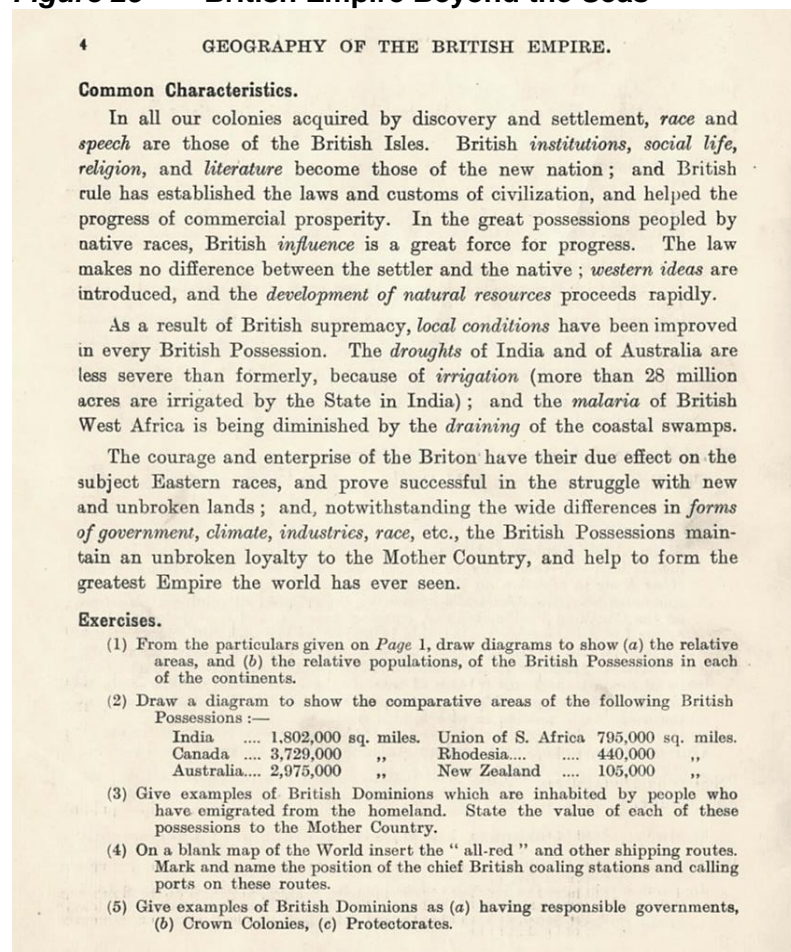 Figure 28 British Empire Beyond the Seas
4 GEOGRAPHY OF THE BRITISH EMPIRE.
Common Characteristics.
In all our colonies acquired by discovery and settlement, race and
speech are those of the British Isles. British institutions, social life,
religion, and literature become those of the new nation ; and British
rule has established the laws and customs of civilization, and helped the
progress of commercial prosperity. In the great possessions peopled by
native races, British influence is a great force for progress. The law
makes no difference between the settler and the native ; western ideas are
introduced, and the development of natural resources proceeds rapidly.
As a result of British supremacy, local conditions have been improved
in every British Possession. The droughts of India and of Australia are
less severe than formerly, because of irrigation (more than 28 million
acres are irrigated by the State in India) ; and the malaria of British
West Africa is being diminished by the draining of the coastal swamps.
The courage and enterprise of the Briton have their due effect on the
subject Eastern races, and prove successful in the struggle with new
and unbroken lands ; and, notwithstanding the wide differences in forms
of government, climate, industries, race, etc., the British Possessions main-
tain an unbroken loyalty to the Mother Country, and help to form the
greatest Empire the world has ever seen.
Exercises.
(1) From the particulars given on Page 1, draw diagrams to show (a) the relative
areas, and (b) the relative populations, of the British Possessions in each
of the continents.
(2) Draw a diagram to show the comparative areas of the following British
Possessions :—
India .... 1,802,000 sq. miles. Union of S. Africa 795,000 sq. miles.
Canada .... 3,729,000 ,, Rhodesia.... .... 440,000 ,,
Australia.... 2,975,000 ,, New Zealand .... 105,000 ,,
(3) Give examples of British Dominions which are inhabited by people who
have emigrated from the homeland. State the value of each of these
possessions to the Mother Country.
(4) On a blank map of the World insert the " all-red " and other shipping routes.
Mark and name the position of the chief British coaling stations and calling
ports on these routes.
(5) Give examples of British Dominions as (a) having responsible governments,
(b) Crown Colonies, (c) Protectorates.